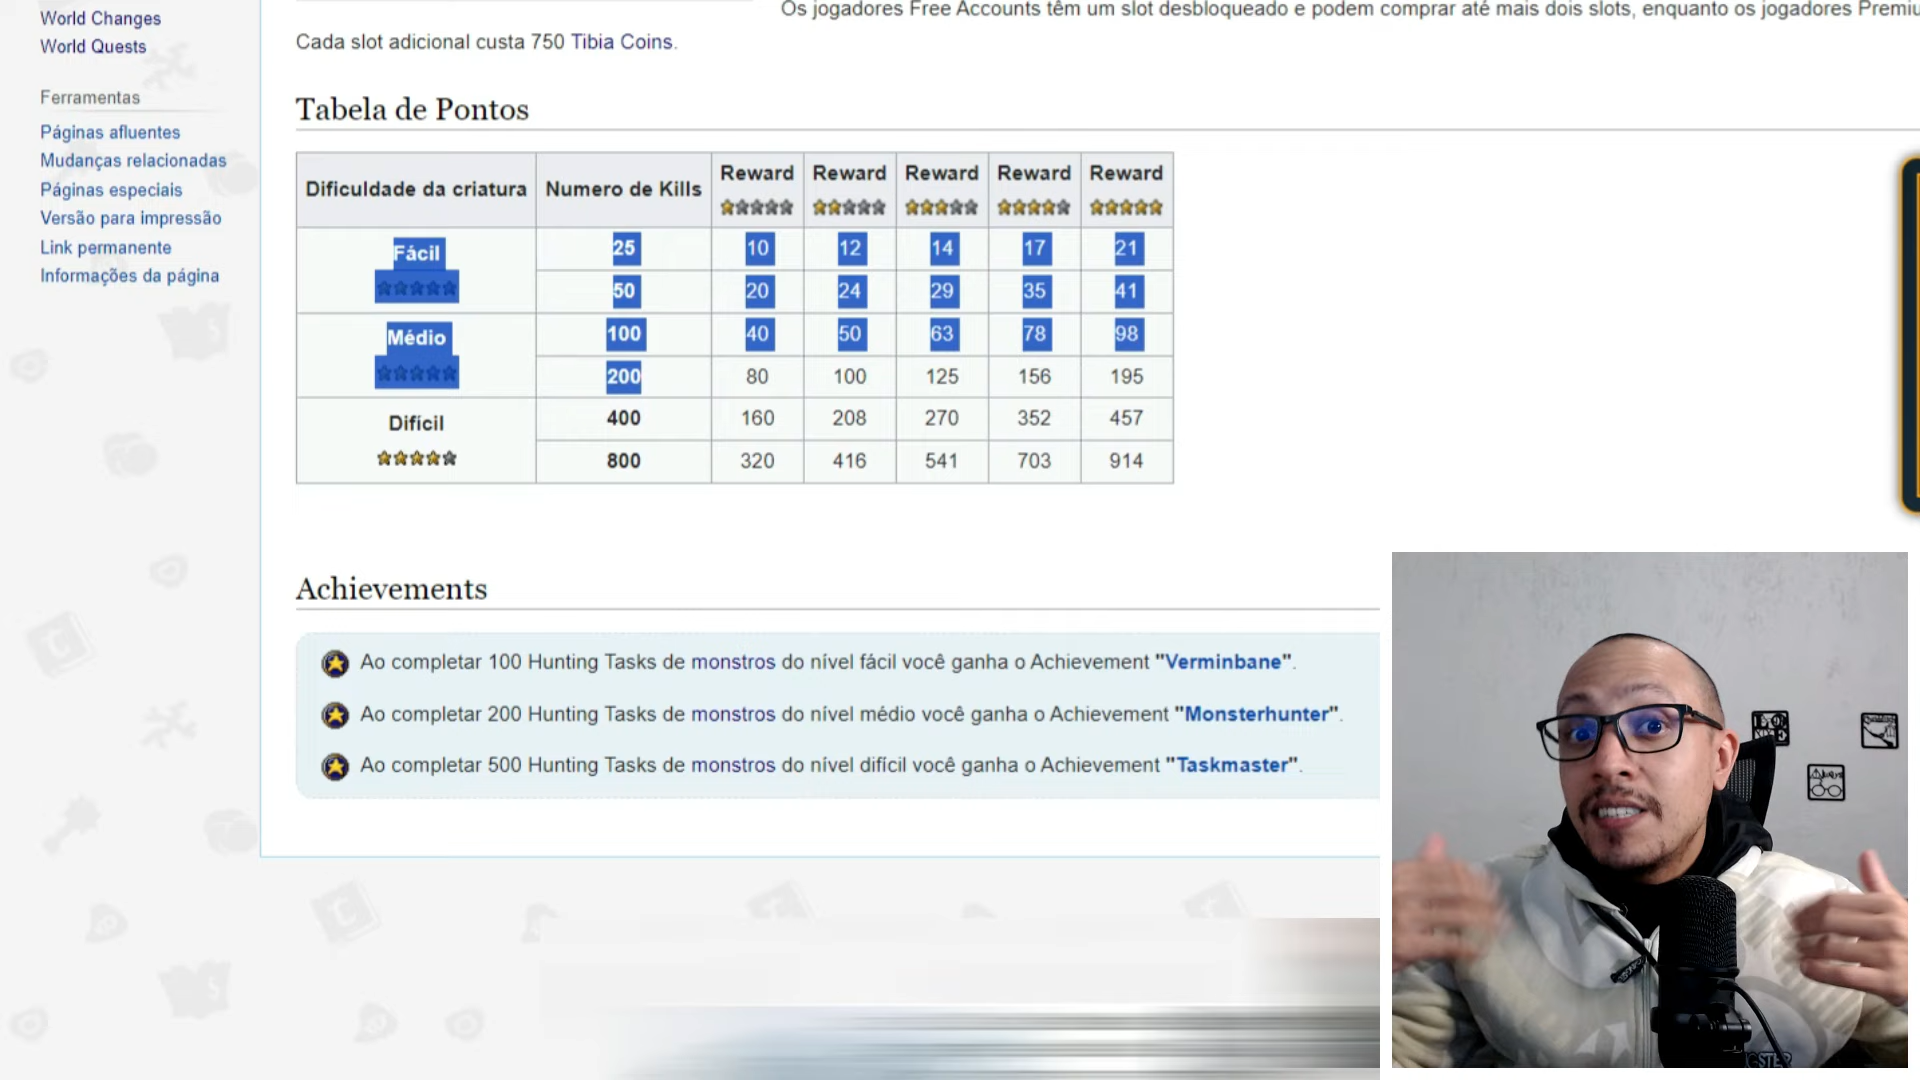 World Changes
World Quests
Ferramentas
Páginas afluentes
Mudanças relacionadas
Páginas especiais
Versão para impressão
Link permanente
Informações da página
Os jogadores Free Accounts têm um slot desbloqueado e podem comprar até mais dois slots, enquanto os jogadores
Cada slot adicional custa 750 Tibia Coins.
Tabela de Pontos
Dificuldade da criatura Numero de Kills Reward Reward Reward Reward Reward
Fácil 25 10 12 14 17 21
50 20 24 29 35 41
Médio 100 40 50 63 78 98
200 80 100 125 156 195
Difícil 400 160 208 270 352 457
800 320 416 541 703 914
Achievements
Ao completar 100 Hunting Tasks de monstros do nível fácil você ganha o Achievement "Verminbane".
Ao completar 200 Hunting Tasks de monstros do nível médio você ganha o Achievement "Monsterhunter".
Ao completar 500 Hunting Tasks de monstros do nível difícil você ganha o Achievement "Taskmaster".